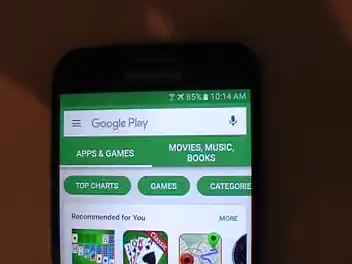 85% 10:14 AM
Google Play
APPS & GAMES
MOVIES, MUSIC,
BOOKS
TOP CHARTS
GAMES
CATEGORIE
Recommended for You
MORE
Classic